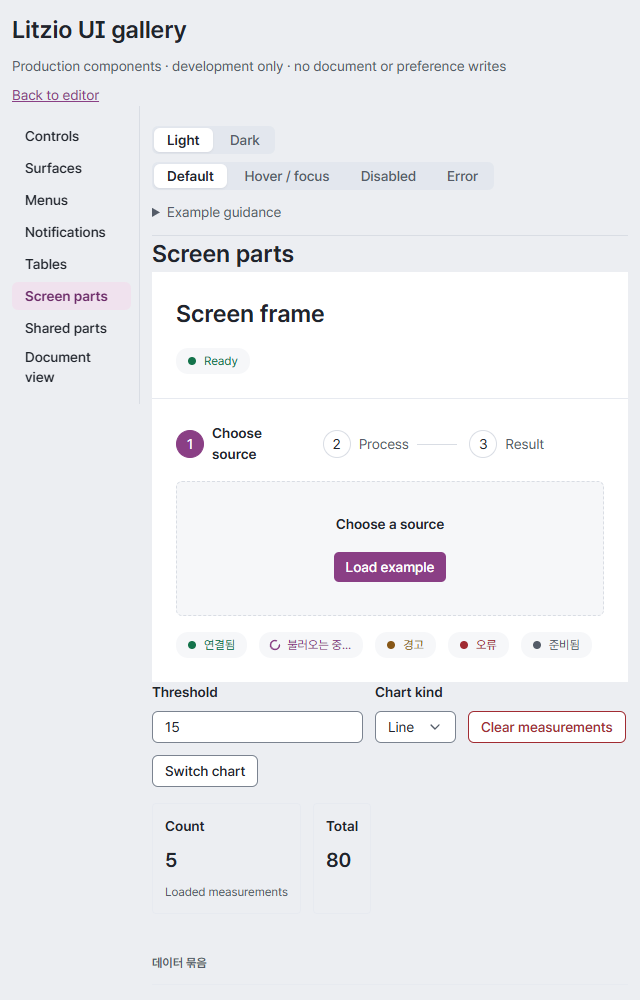 Litzio UI gallery
Production components · development only · no document or preference writes
Back to editor
Controls
Surfaces
Menus
Notifications
Tables
Screen parts
Shared parts
Document
view
Light
Dark
Default
Hover / focus
Disabled
Error
Example guidance
Screen parts
Screen frame
Ready
1
Choose
source
2
Process
3
Result
Choose a source
Load example
연결됨
불러오는 중...
경고
오류
준비됨
Threshold
Chart kind
15
Line
Clear measurements
Switch chart
Count
5
Loaded measurements
Total
80
데이터 묶음